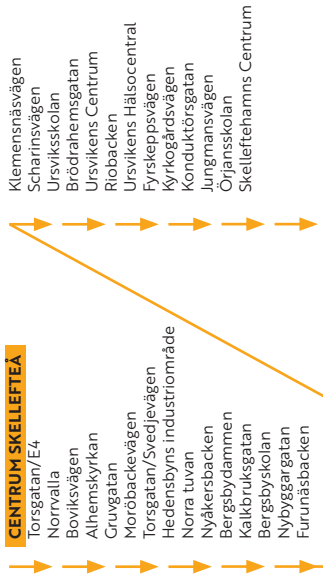 CENTRUM SKELLEFTEÅ
Torsgatan/E4
Norrvalla
Boviksvägen
Alhemskyrkan
Gruvgatan
Moröbackevägen
Torsgatan/Svedjevägen
Hedensbyns industriområde
Norra tuvan
Nyåkersbacken
Bergsbydammen
Kalkbruksgatan
Bergsbyskolan
Nybyggargatan
Furunäsbacken
Klemensnäsvägen
Scharinsvägen
Ursviksskolan
Brödrahemsgatan
Ursvikens Centrum
Riobacken
Ursvikens Hälsocentral
Fyrskeppsvägen
Kyrkogårdsvägen
Konduktörsgatan
Jungmansvägen
Örjansskolan
Skelleftehamns Centrum